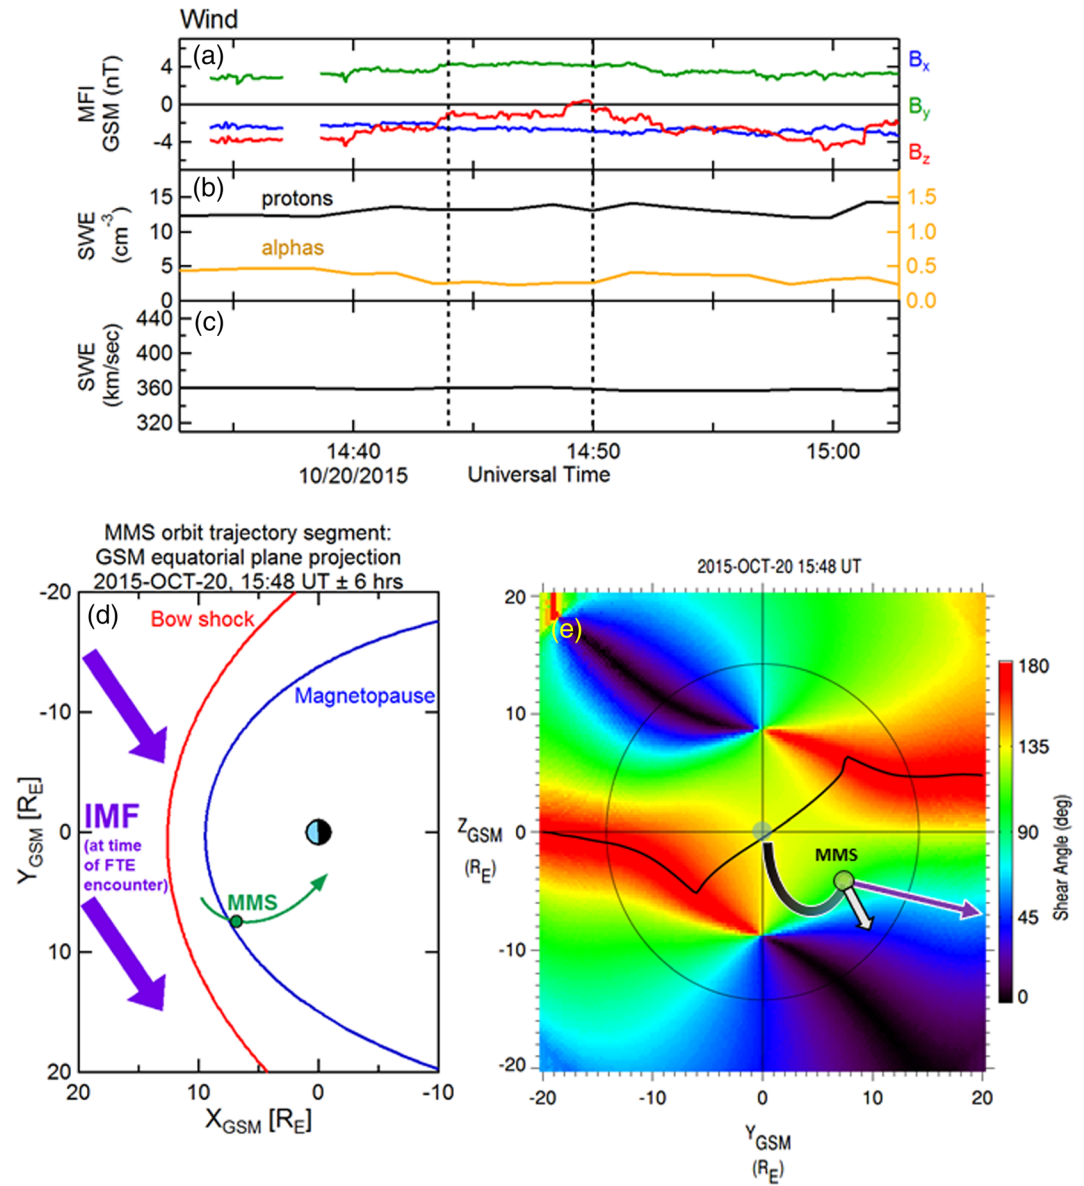 Wind
(a)
MFI
GSM (nT)
4
0
-4
Bx
By
Bz
(b)
protons
alphas
SWE
(cm-3)
15
10
5
0
1.5
1.0
0.5
0.0
(c)
SWE
(km/sec)
440
400
360
320
14:40
14:50
15:00
10/20/2015
Universal Time
MMS orbit trajectory segment:
GSM equatorial plane projection
2015-OCT-20, 15:48 UT ± 6 hrs
(d)
Bow shock
Magnetopause
IMF
(at time
of FTE
encounter)
MMS
YGSM [RE]
-20
-10
0
10
20
20
10
0
-10
XGSM [RE]
2015-OCT-20 15:48 UT
(e)
MMS
ZGSM
(RE)
20
10
0
-10
-20
-20
-10
0
10
20
YGSM
(RE)
180
135
90
45
0
Shear Angle (deg)